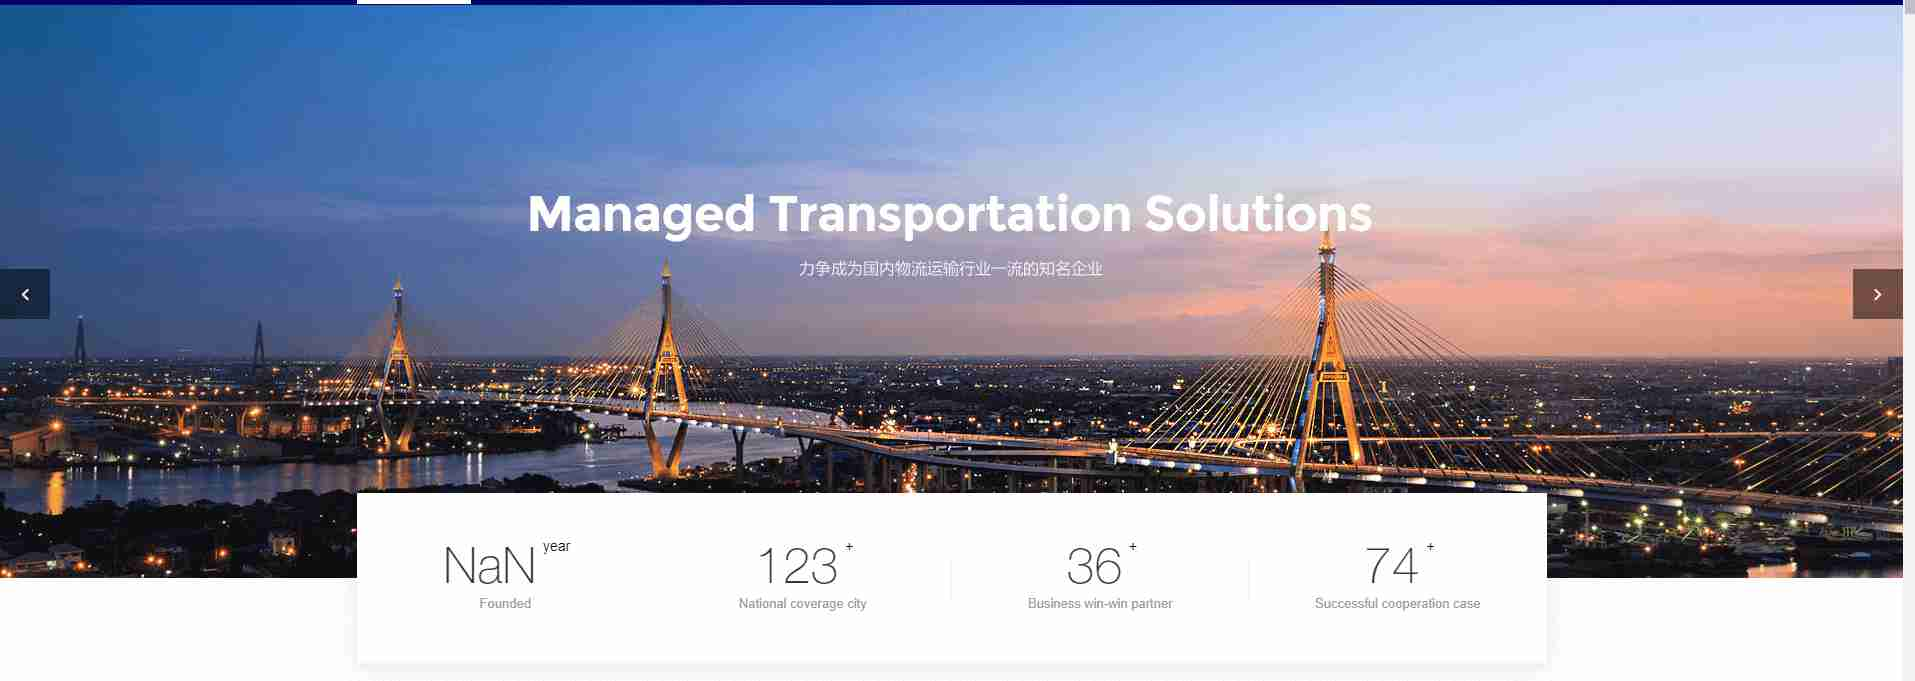 Managed Transportation Solutions
力争成为国内物流运输行业一流的知名企业
NaN year
Founded
123 +
National coverage city
36 +
Business win-win partner
74 +
Successful cooperation case